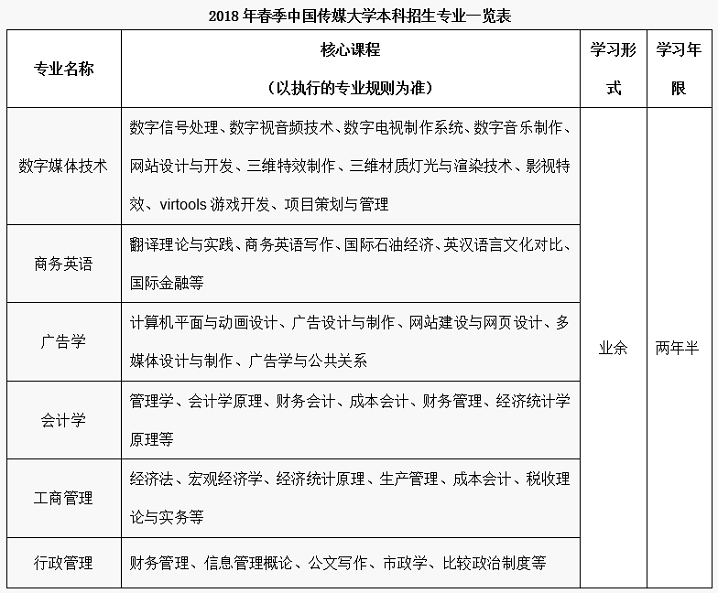 2018 年春季中国传媒大学本科招生专业一览表
专业名称
核心课程
（以执行的专业规则为准）
学习形
式
学习年
限
数字媒体技术
数字信号处理、数字视音频技术、数字电视制作系统、数字音乐制作、
网站设计与开发、三维特效制作、三维材质灯光与渲染技术、影视特
效、virtools 游戏开发、项目策划与管理
商务英语
翻译理论与实践、商务英语写作、国际石油经济、英汉语言文化对比、
国际金融等
广告学
计算机平面与动画设计、广告设计与制作、网站建设与网页设计、多
媒体设计与制作、广告学与公共关系
会计学
管理学、会计学原理、财务会计、成本会计、财务管理、经济统计学
原理等
工商管理
经济法、宏观经济学、经济统计原理、生产管理、成本会计、税收理
论与实务等
行政管理
财务管理、信息管理概论、公文写作、市政学、比较政治制度等
业余
两年半